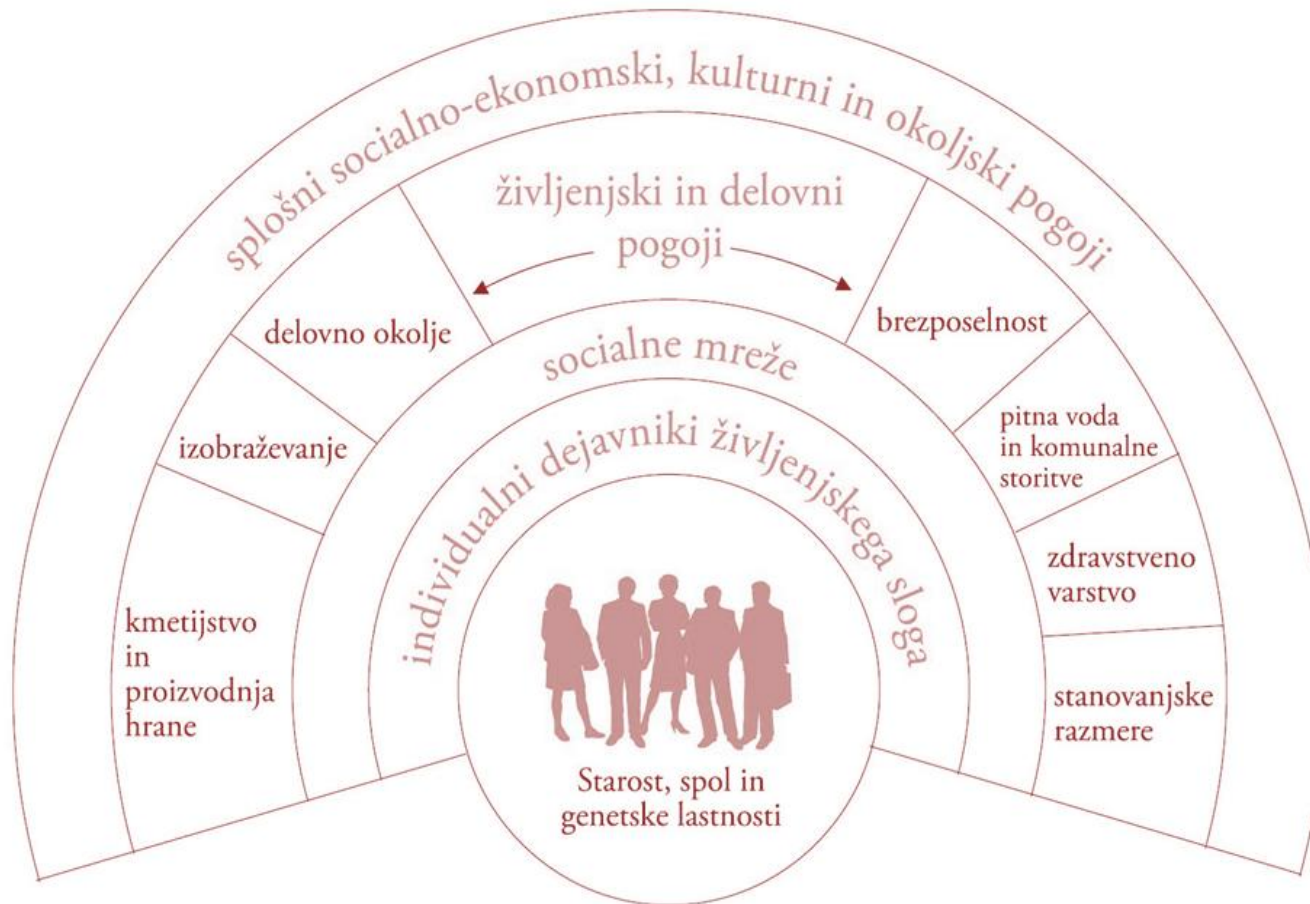 splošni socialno-ekonomski, kulturni in okoljski pogoji
življenjski in delovni
pogoji
delovno okolje
brezposelnost
socialne mreže
izobraževanje
pitna voda
in komunalne
storitve
individualni dejavniki življenjskega sloga
zdravstveno
varstvo
kmetijstvo
in
proizvodnja
hrane
stanovanjske
razmere
Starost, spol in
genetske lastnosti